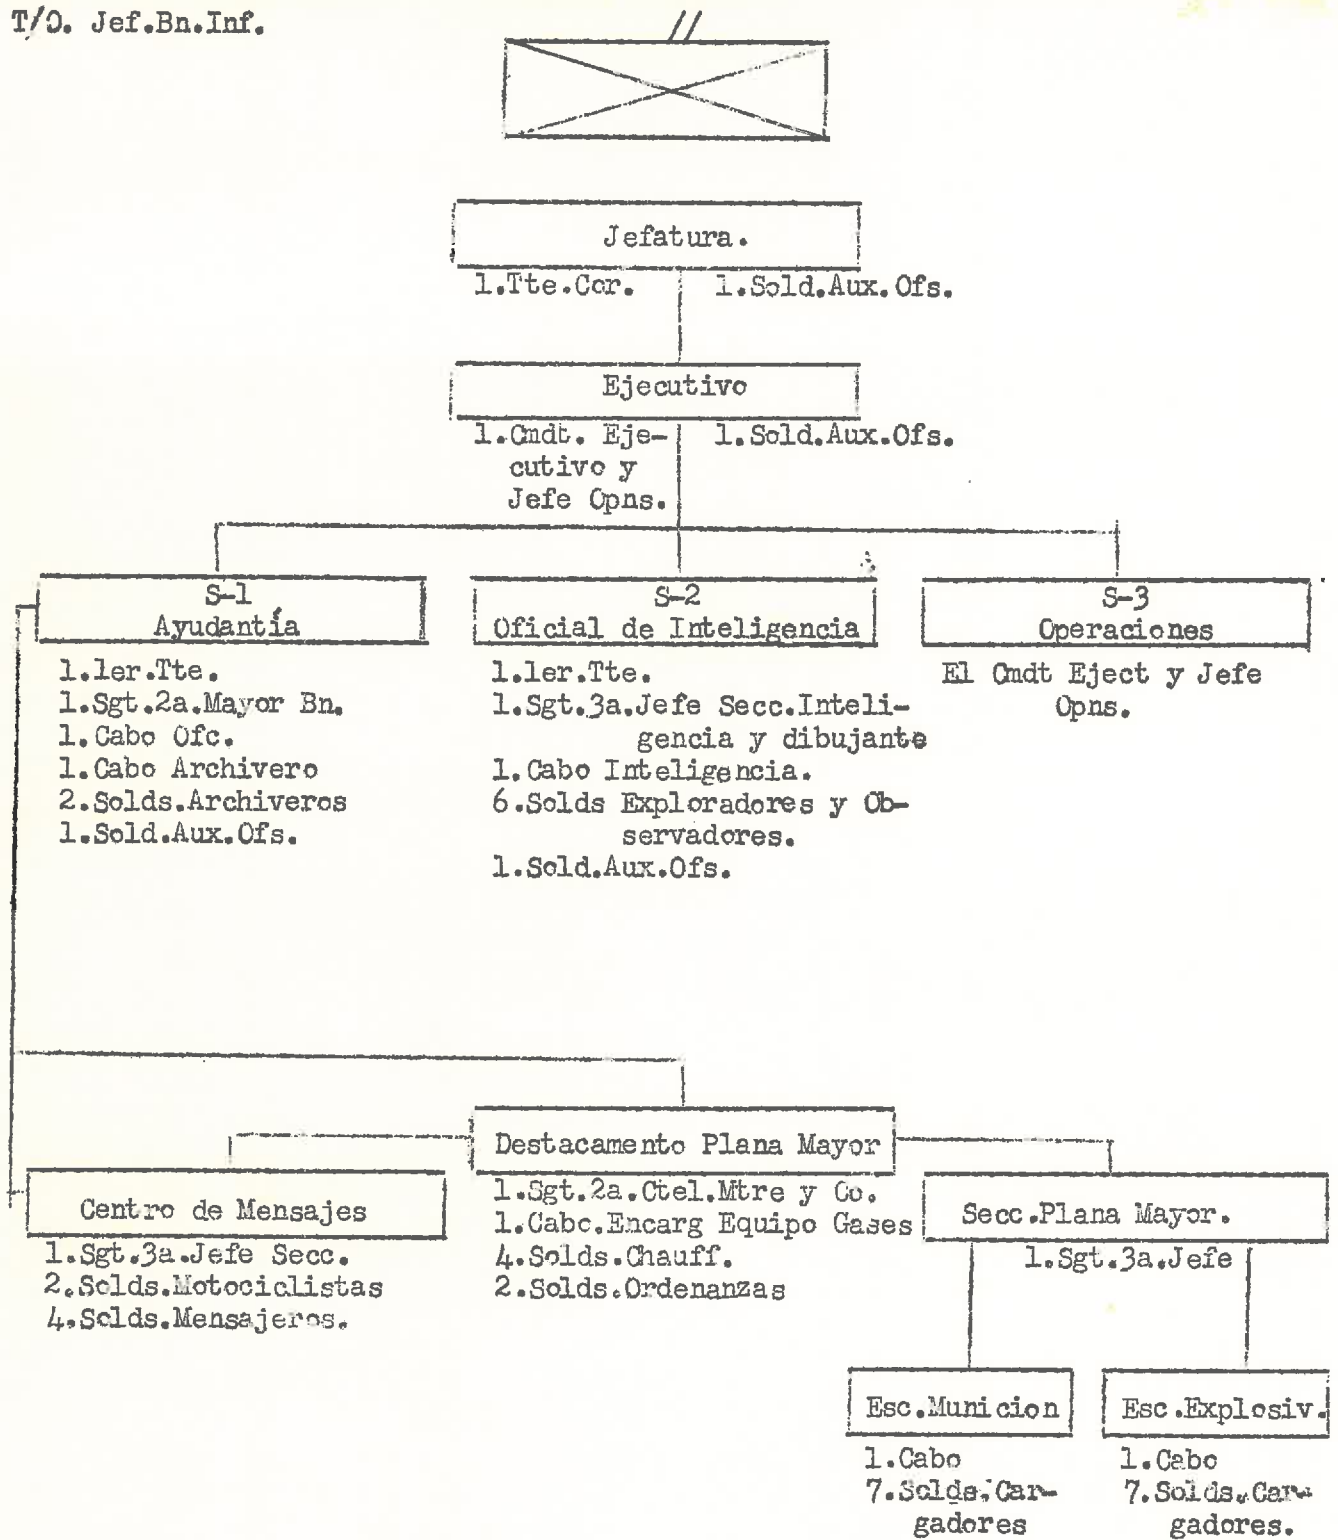 T/O. Jef.Bn.Inf.
//
Jefatura.
1.Tte.Cor.
1.Sold.Aux.Ofs.
Ejecutivo
1.Cmdt. Eje-
cutivo y
Jefe Opns.
1.Sold.Aux.Ofs.
S-1
Ayudantía
1.1er.Tte.
1.Sgt.2a.Mayor Bn.
1.Cabo Ofc.
1.Cabo Archivero
2.Solds.Archiveros
1.Sold.Aux.Ofs.
S-2
Oficial de Inteligencia
1.1er.Tte.
1.Sgt.3a.Jefe Secc.Inteli-
gencia y dibujante
1.Cabo Inteligencia.
6.Solds Exploradores y Ob-
servadores.
1.Sold.Aux.Ofs.
S-3
Operaciones
El Cmdt Eject y Jefe
Opns.
Destacamento Plana Mayor
1.Sgt.2a.Ctel.Mtre y Co.
1.Cabo.Encarg Equipo Gases
4.Solds.Chauff.
2.Solds.Ordenanzas
Centro de Mensajes
1.Sgt.3a.Jefe Secc.
2.Solds.Motociclistas
4.Solds.Mensajeros.
Secc.Plana Mayor.
1.Sgt.3a.Jefe
Esc.Municion
1.Cabo
7.Solds.Car-
gadores
Esc.Explosiv.
1.Cabo
7.Solds.Car-
gadores.